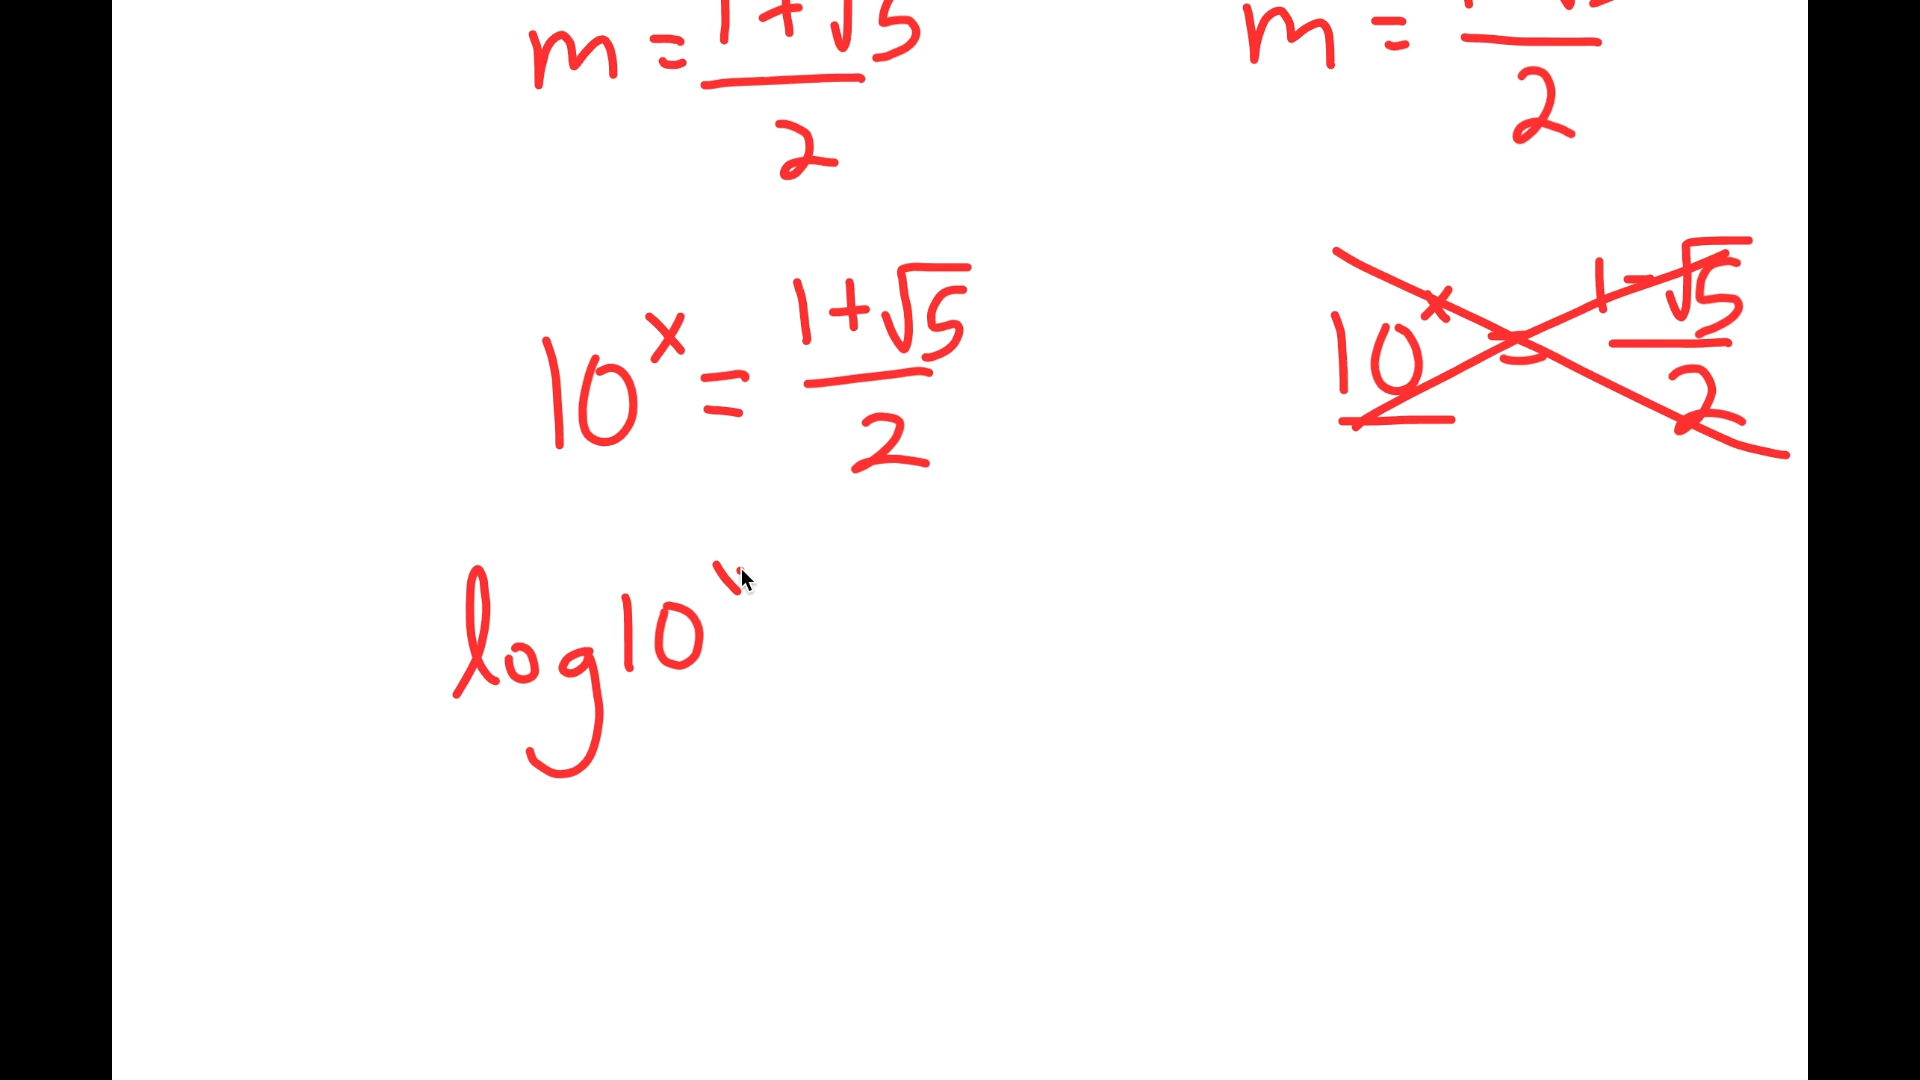 m = (1+√5)/2
m = /2
10^x = (1+√5)/2
10^x = (1-√5)/2
log10